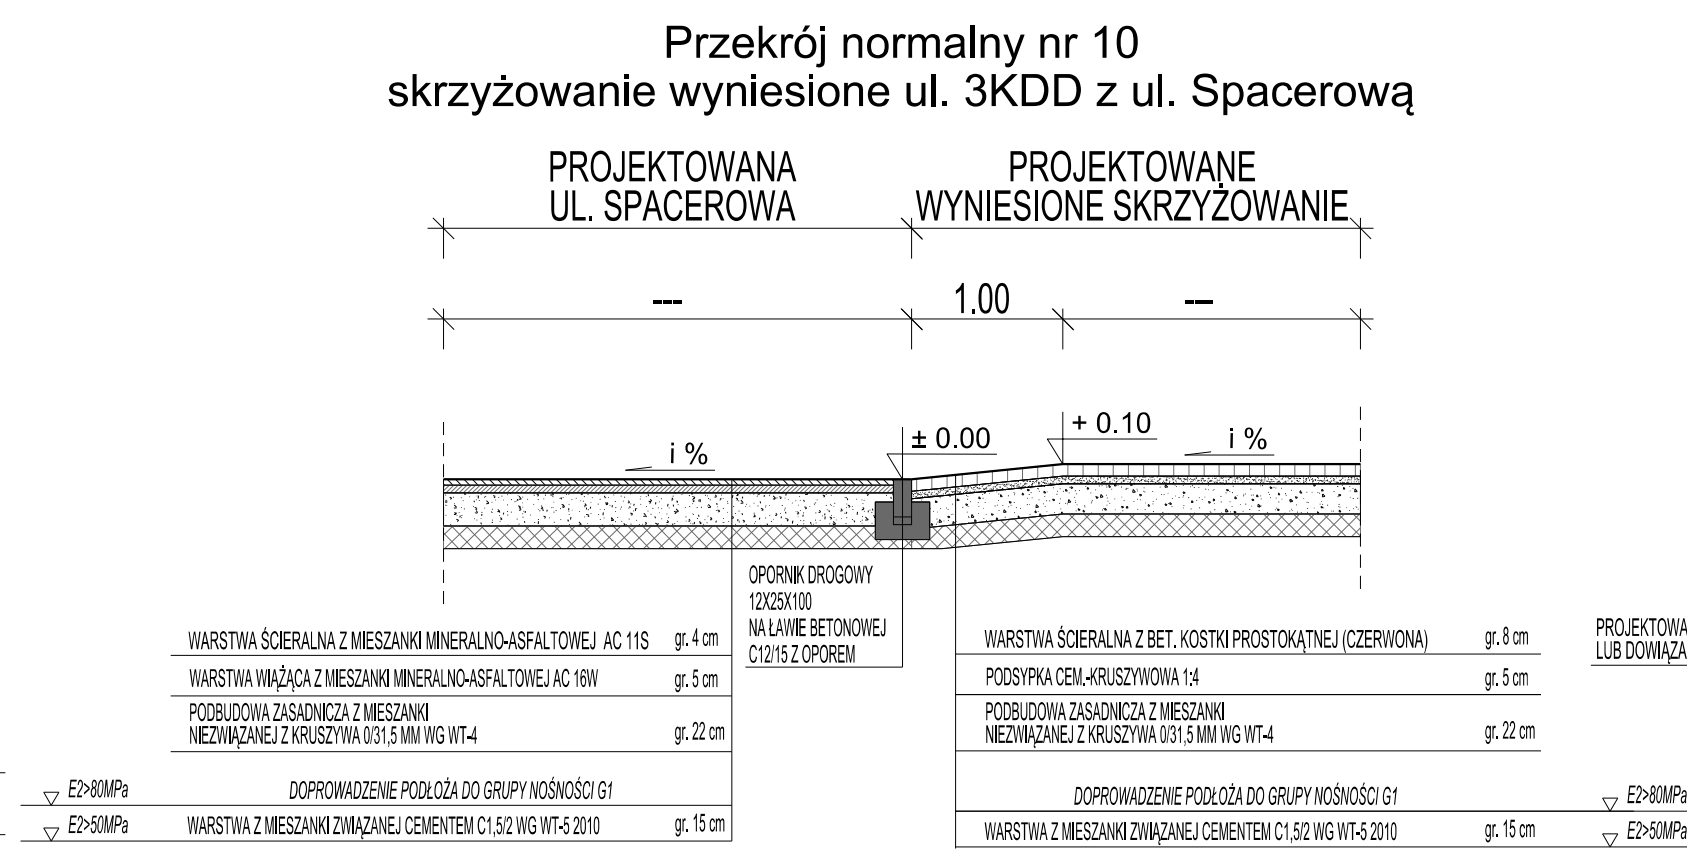 Przekrój normalny nr 10
skrzyżowanie wyniesione ul. 3KDD z ul. Spacerową
PROJEKTOWANA
UL. SPACEROWA
PROJEKTOWANE
WYNIESIONE SKRZYŻOWANIE
---
1.00
---
i %
± 0.00
+ 0.10
i %
OPORNIK DROGOWY
12X25X100
NA ŁAWIE BETONOWEJ
C12/15 Z OPOREM
WARSTWA ŚCIERALNA Z MIESZANKI MINERALNO-ASFALTOWEJ AC 11S gr. 4 cm
WARSTWA WIĄŻĄCA Z MIESZANKI MINERALNO-ASFALTOWEJ AC 16W gr. 5 cm
PODBUDOWA ZASADNICZA Z MIESZANKI
NIEZWIĄZANEJ Z KRUSZYWA 0/31,5 MM WG WT-4 gr. 22 cm
E2>80MPa DOPROWADZENIE PODŁOŻA DO GRUPY NOŚNOŚCI G1
E2>50MPa WARSTWA Z MIESZANKI ZWIĄZANEJ CEMENTEM C1,5/2 WG WT-5 2010 gr. 15 cm
WARSTWA ŚCIERALNA Z BET. KOSTKI PROSTOKĄTNEJ (CZERWONA) gr. 8 cm
PODSYPKA CEM.-KRUSZYWOWA 1:4 gr. 5 cm
PODBUDOWA ZASADNICZA Z MIESZANKI
NIEZWIĄZANEJ Z KRUSZYWA 0/31,5 MM WG WT-4 gr. 22 cm
DOPROWADZENIE PODŁOŻA DO GRUPY NOŚNOŚCI G1 E2>80MPa
WARSTWA Z MIESZANKI ZWIĄZANEJ CEMENTEM C1,5/2 WG WT-5 2010 gr. 15 cm E2>50MPa
PROJEKTOWA
LUB DOWIĄZA